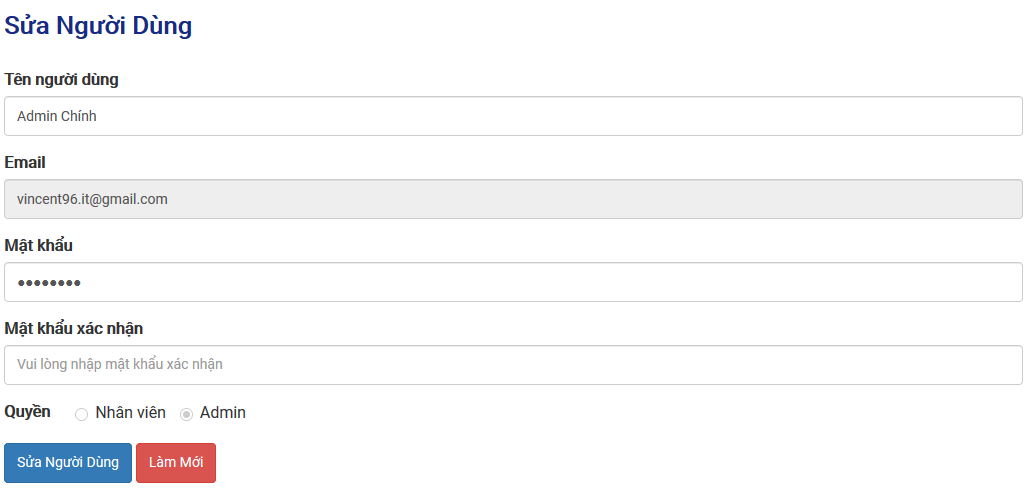 Sửa Người Dùng
Tên người dùng
Admin Chính
Email
vincent96.it@gmail.com
Mật khẩu
••••••••
Mật khẩu xác nhận
Vui lòng nhập mật khẩu xác nhận
Quyền Nhân viên Admin
Sửa Người Dùng Làm Mới